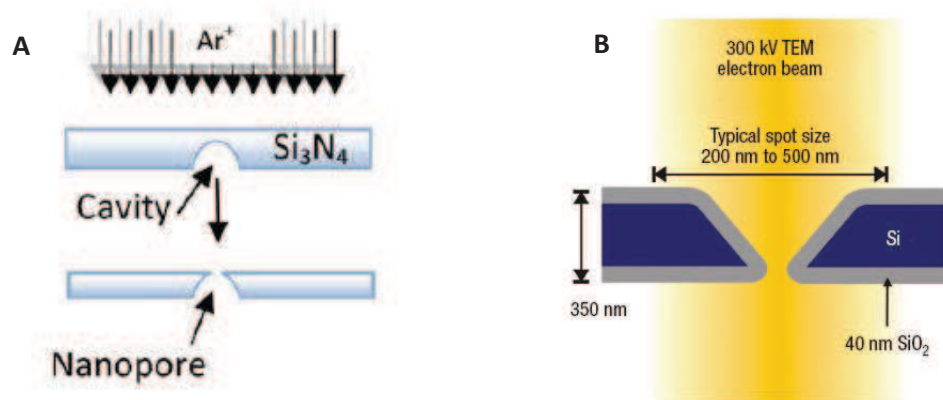 A
Ar⁺
Si₃N₄
Cavity
Nanopore
B
300 kV TEM
electron beam
Typical spot size
200 nm to 500 nm
Si
350 nm
40 nm SiO₂